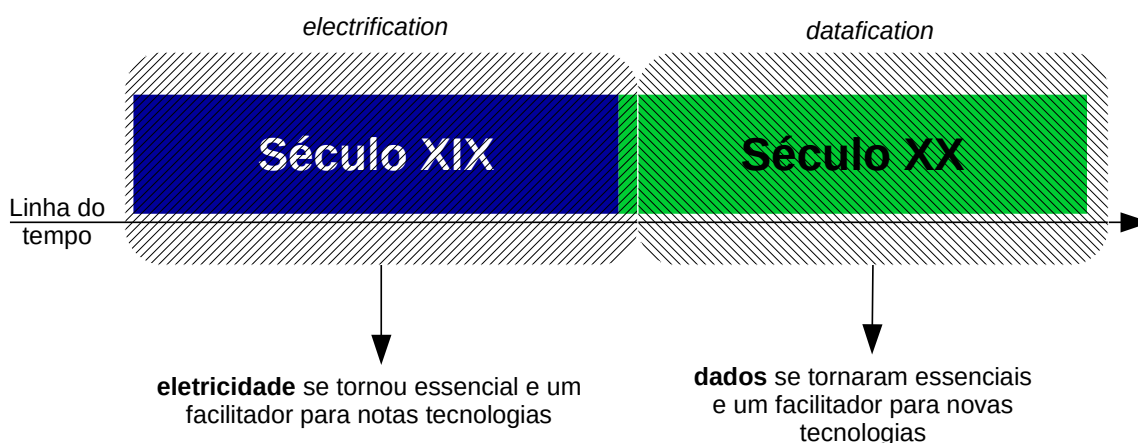 electrification
datafication
Século XIX
Século XX
Linha do
tempo
eletricidade se tornou essencial e um
facilitador para notas tecnologias
dados se tornaram essenciais
e um facilitador para novas
tecnologias